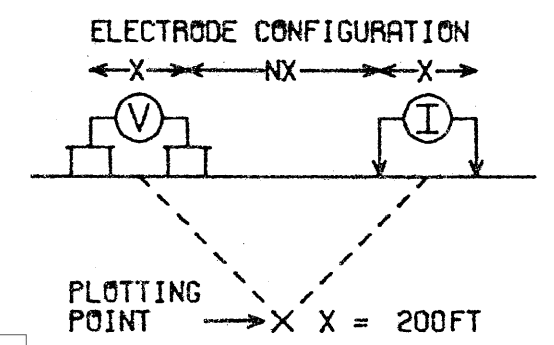 ELECTRODE CONFIGURATION
X NX X
V I
PLOTTING
POINT X X = 200FT